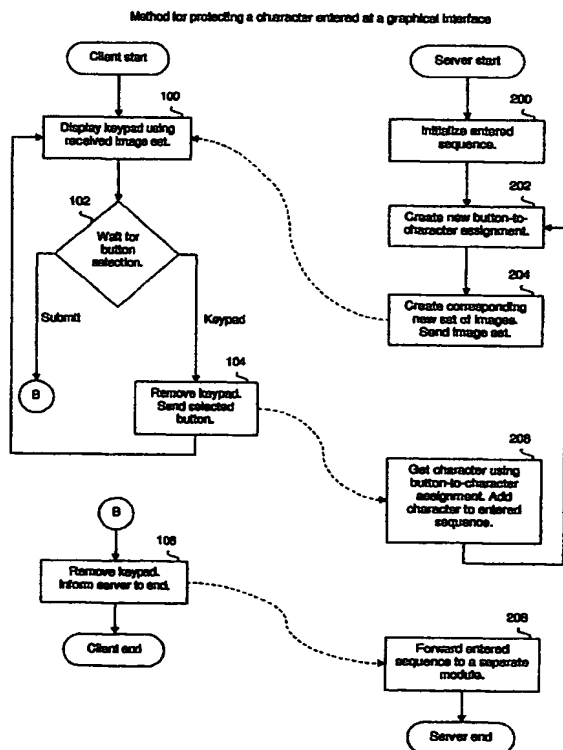 Method for protecting a character entered at a graphical interface
Client start
100
Display keypad using
received image set.
102
Wait for
button
selection.
Submit
Keypad
B
104
Remove keypad.
Send selected
button.
B
106
Remove keypad.
Inform server to end.
Client end
Server start
200
Initialize entered
sequence.
202
Create new button-to-
character assignment.
204
Create corresponding
new set of images.
Send image set.
206
Get character using
button-to-character
assignment. Add
character to entered
sequence.
208
Forward entered
sequence to a separate
module.
Server end